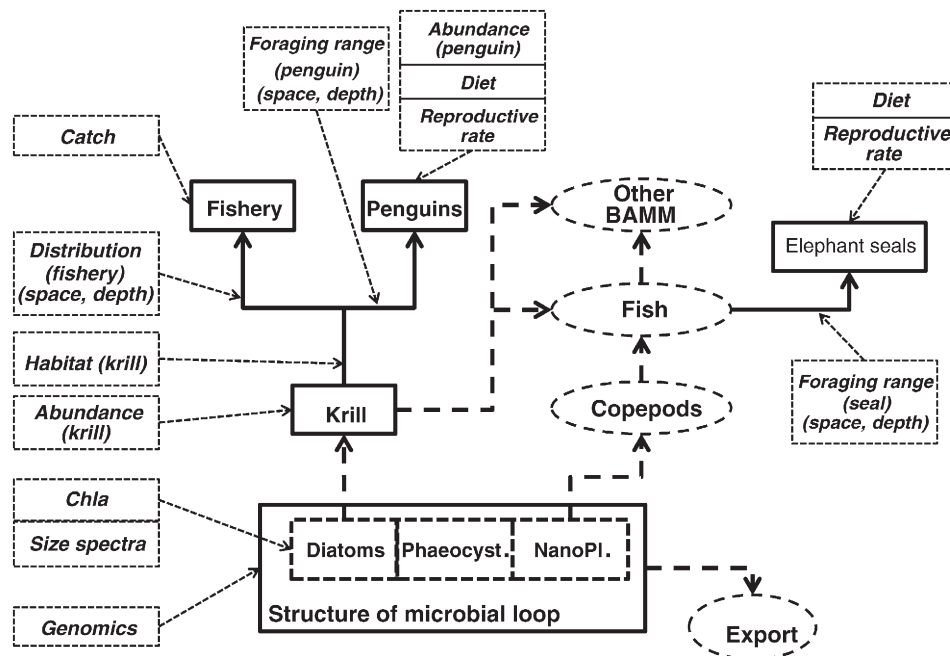 Foraging range
(penguin)
(space, depth)
Abundance
(penguin)
Diet
Reproductive
rate
Diet
Reproductive
rate
Catch
Fishery
Penguins
Other
BAMM
Elephant seals
Distribution
(fishery)
(space, depth)
Fish
Habitat (krill)
Foraging range
(seal)
(space, depth)
Abundance
(krill)
Krill
Copepods
Chla
Size spectra
Diatoms
Phaeocyst.
NanoPl.
Structure of microbial loop
Genomics
Export